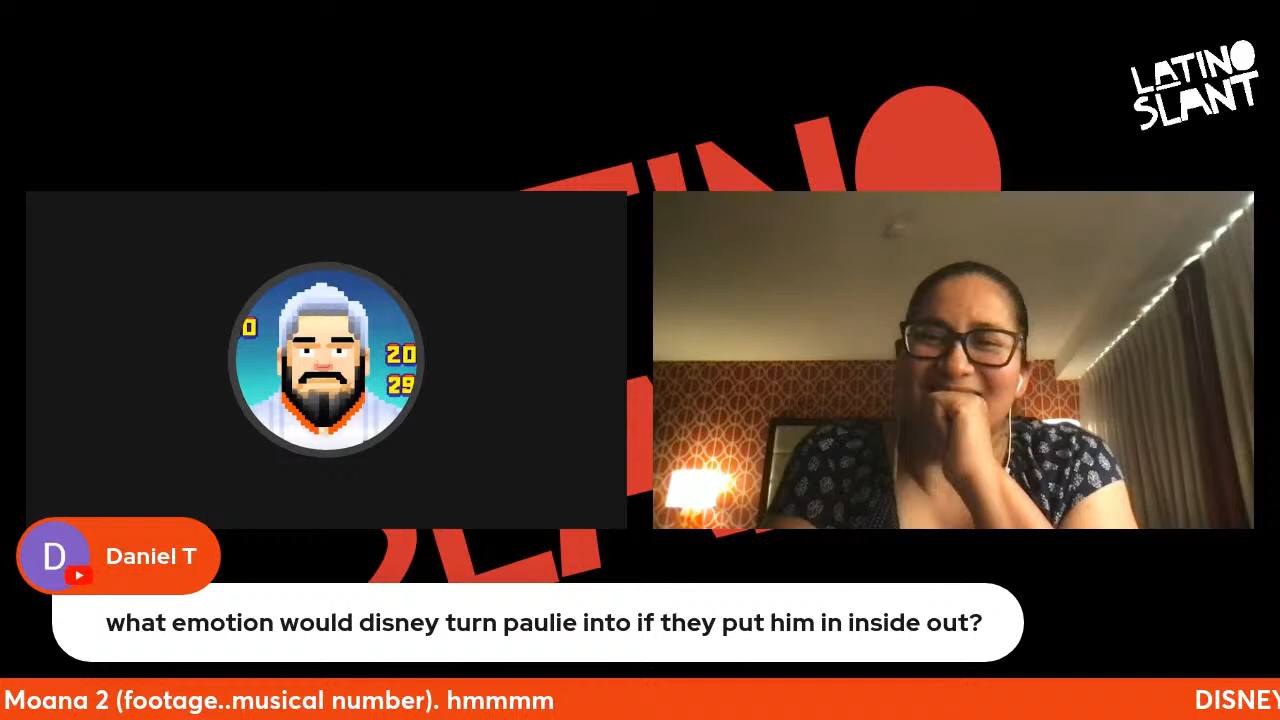 LATINO
SLANT
0
20
29
D
Daniel T
what emotion would disney turn paulie into if they put him in inside out?
Moana 2 (footage..musical number). hmmmm
DISNEY